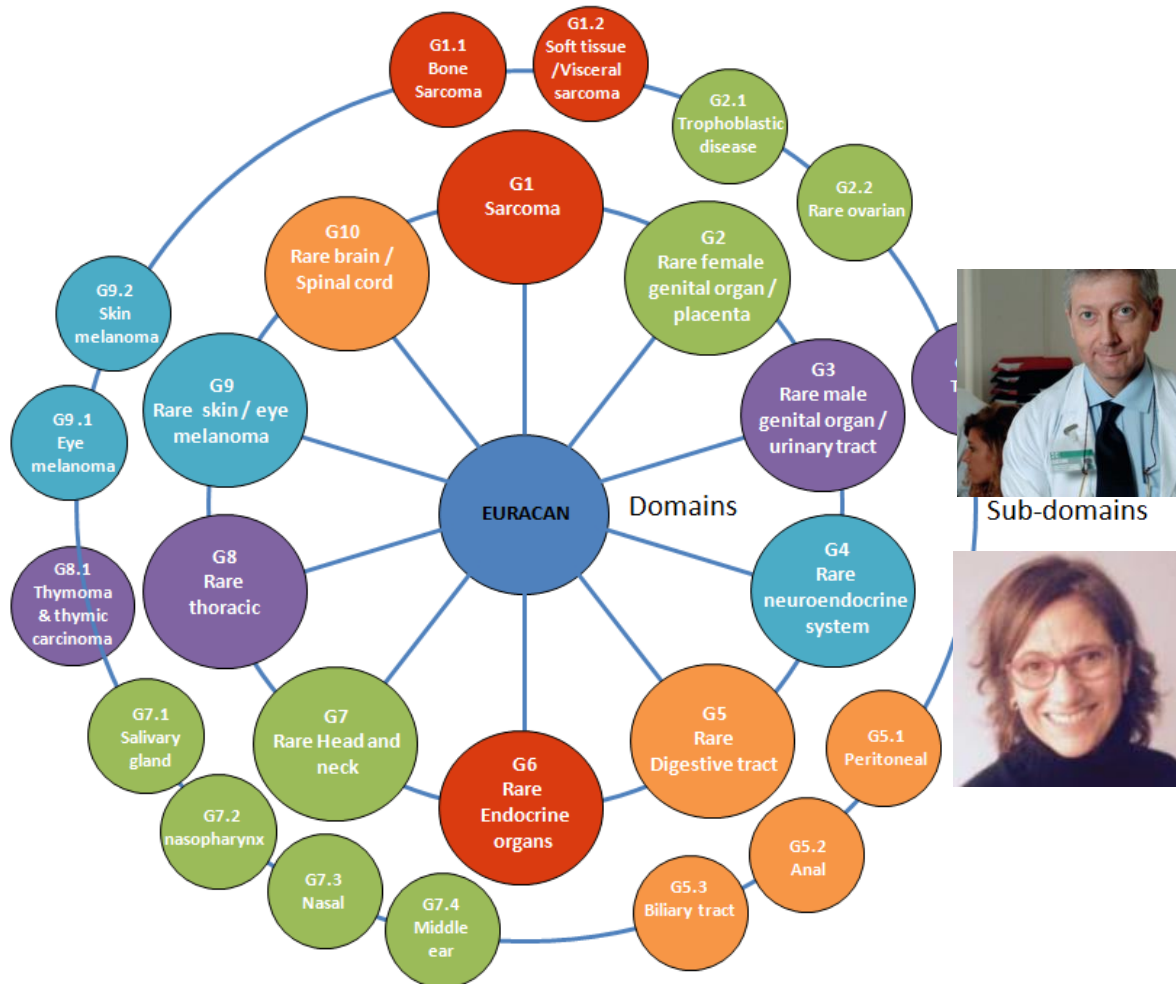 G1.1
Bone
Sarcoma
G1.2
Soft tissue
/Visceral
sarcoma
G2.1
Trophoblastic
disease
G2.2
Rare ovarian
G1
Sarcoma
G10
Rare brain /
Spinal cord
G2
Rare female
genital organ /
placenta
G9.2
Skin
melanoma
G9
Rare skin / eye
melanoma
G3
Rare male
genital organ /
urinary tract
G9 .1
Eye
melanoma
EURACAN
Domains
Sub-domains
G8.1
Thymoma
& thymic
carcinoma
G8
Rare
thoracic
G4
Rare
neuroendocrine
system
G7.1
Salivary
gland
G7
Rare Head and
neck
G6
Rare
Endocrine
organs
G5
Rare
Digestive tract
G5.1
Peritoneal
G7.2
nasopharynx
G7.3
Nasal
G7.4
Middle
ear
G5.3
Biliary tract
G5.2
Anal